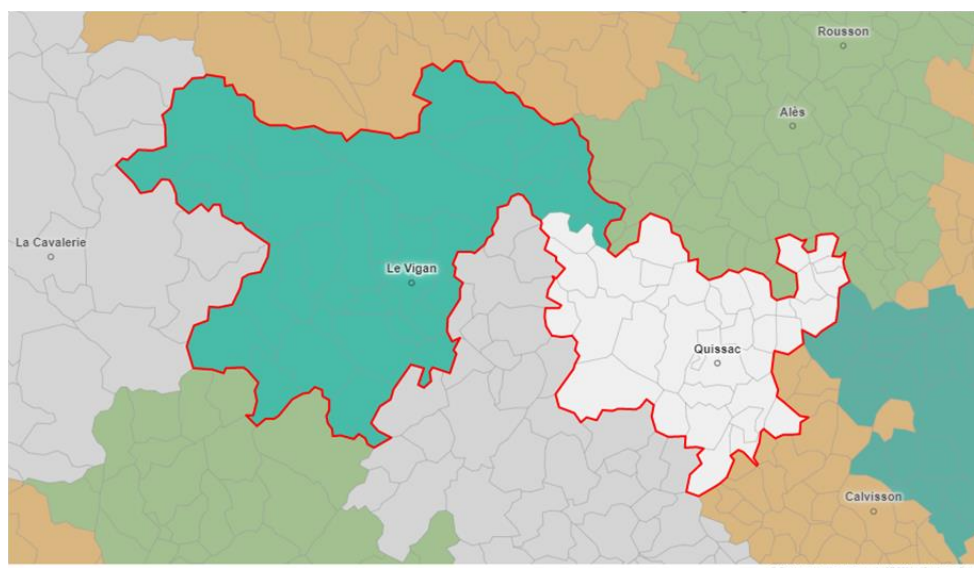 Rousson
Alès
La Cavalerie
Le Vigan
Quissac
Calvisson